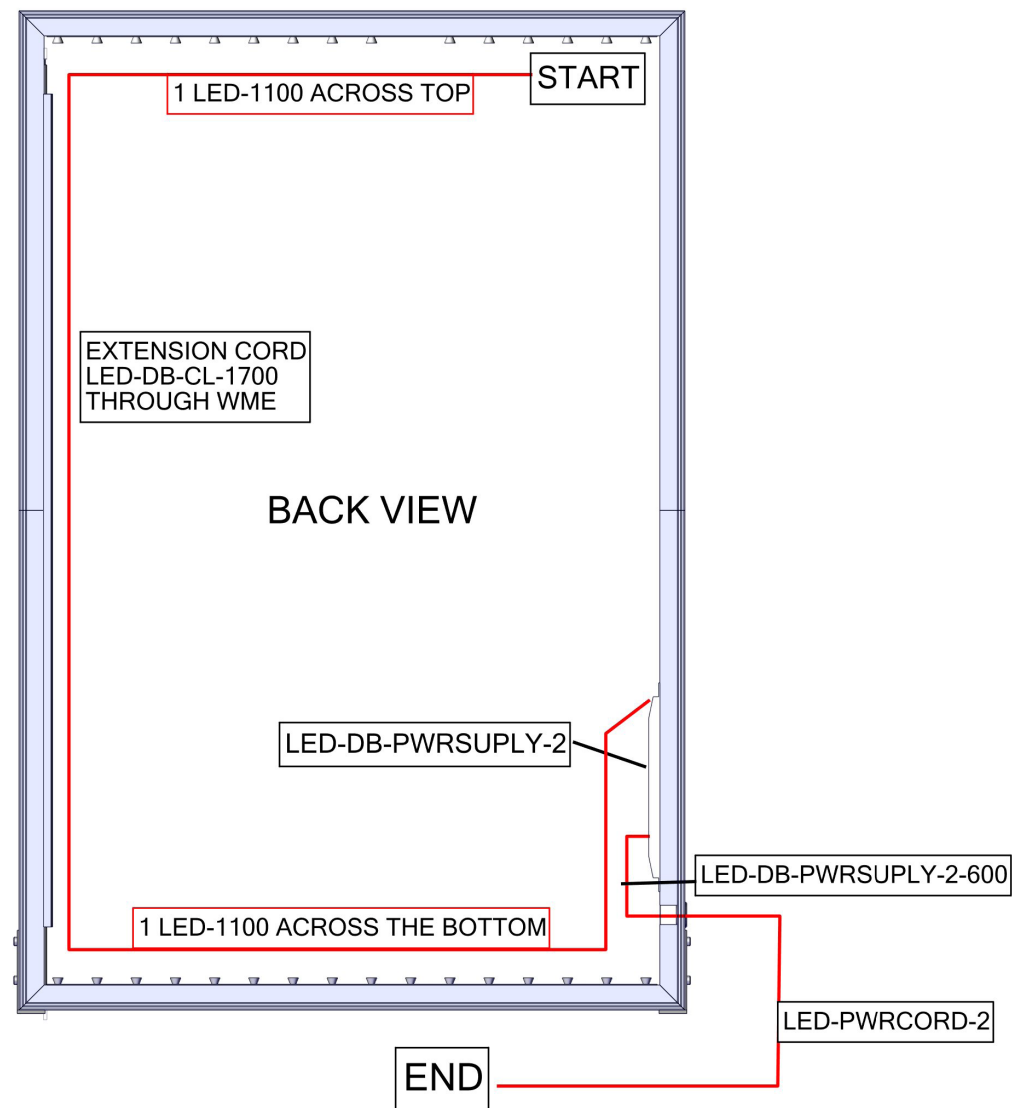 START
1 LED-1100 ACROSS TOP
EXTENSION CORD
LED-DB-CL-1700
THROUGH WME
BACK VIEW
LED-DB-PWRSUPLY-2
LED-DB-PWRSUPLY-2-600
1 LED-1100 ACROSS THE BOTTOM
LED-PWRCORD-2
END